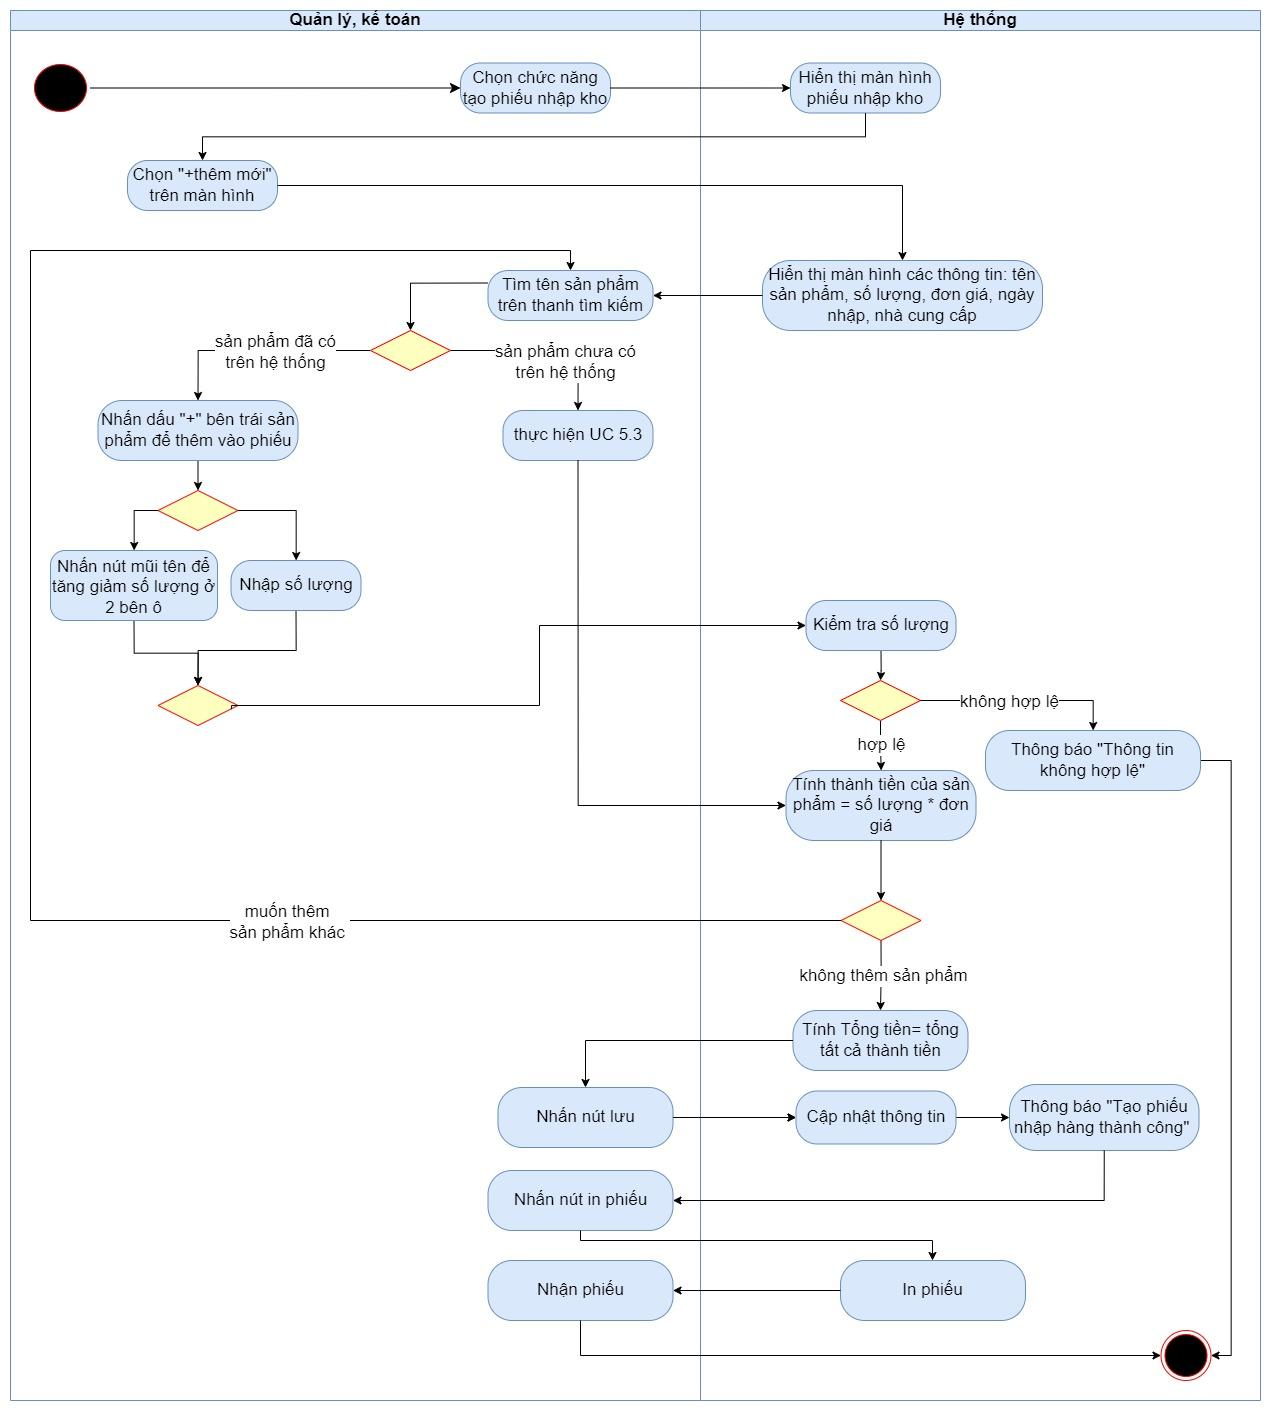 Quản lý, kế toán
Hệ thống
Chọn chức năng
tạo phiếu nhập kho
Hiển thị màn hình
phiếu nhập kho
Chọn "+thêm mới"
trên màn hình
Hiển thị màn hình các thông tin: tên
sản phẩm, số lượng, đơn giá, ngày
nhập, nhà cung cấp
Tìm tên sản phẩm
trên thanh tìm kiếm
sản phẩm đã có
trên hệ thống
sản phẩm chưa có
trên hệ thống
Nhấn dấu "+" bên trái sản
phẩm để thêm vào phiếu
thực hiện UC 5.3
Nhấn nút mũi tên để
tăng giảm số lượng ở
2 bên ô
Nhập số lượng
Kiểm tra số lượng
không hợp lệ
hợp lệ
Thông báo "Thông tin
không hợp lệ"
Tính thành tiền của sản
phẩm = số lượng * đơn
giá
muốn thêm
sản phẩm khác
không thêm sản phẩm
Tính Tổng tiền= tổng
tất cả thành tiền
Nhấn nút lưu
Cập nhật thông tin
Thông báo "Tạo phiếu
nhập hàng thành công"
Nhấn nút in phiếu
Nhận phiếu
In phiếu